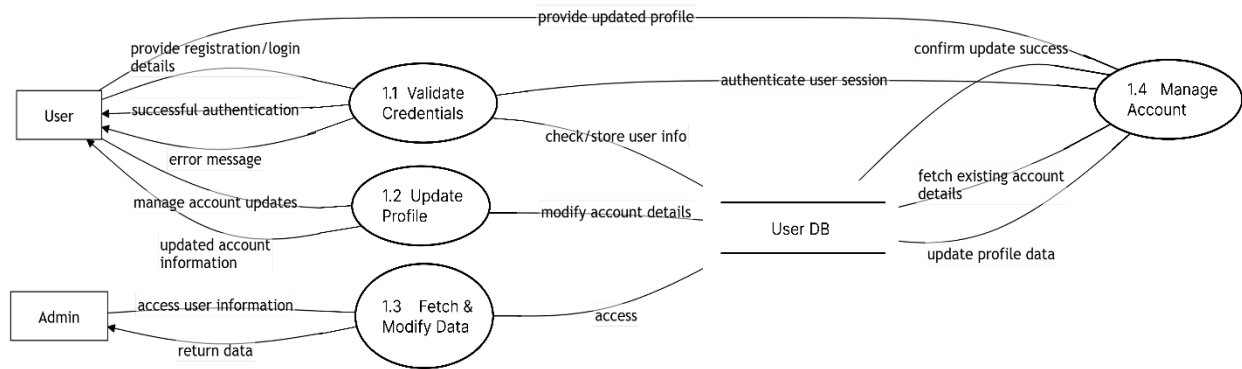 provide updated profile
provide registration/login
details
confirm update success
authenticate user session
1.1 Validate
Credentials
1.4 Manage
Account
User
successful authentication
error message
check/store user info
1.2 Update
Profile
fetch existing account
details
manage account updates
modify account details
User DB
updated account
information
update profile data
Admin
access user information
1.3 Fetch &
Modify Data
access
return data